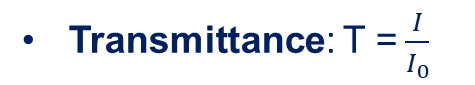 • Transmittance: T = I/I₀